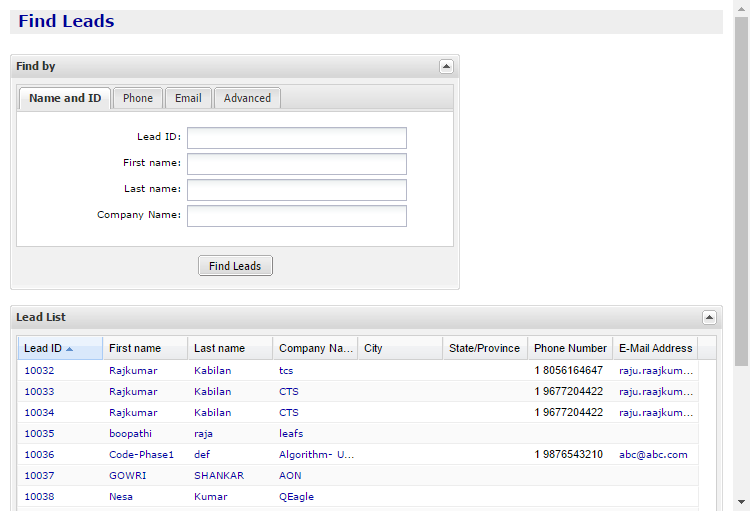 Find Leads
Find by
Name and ID Phone Email Advanced
Lead ID:
First name:
Last name:
Company Name:
Find Leads
Lead List
Lead ID First name Last name Company Na... City State/Province Phone Number E-Mail Address
10032 Rajkumar Kabilan tcs 1 8056164647 raju.raajkum...
10033 Rajkumar Kabilan CTS 1 9677204422 raju.raajkum...
10034 Rajkumar Kabilan CTS 1 9677204422 raju.raajkum...
10035 boopathi raja leafs
10036 Code-Phase1 def Algorithm- U... 1 9876543210 abc@abc.com
10037 GOWRI SHANKAR AON
10038 Nesa Kumar QEagle